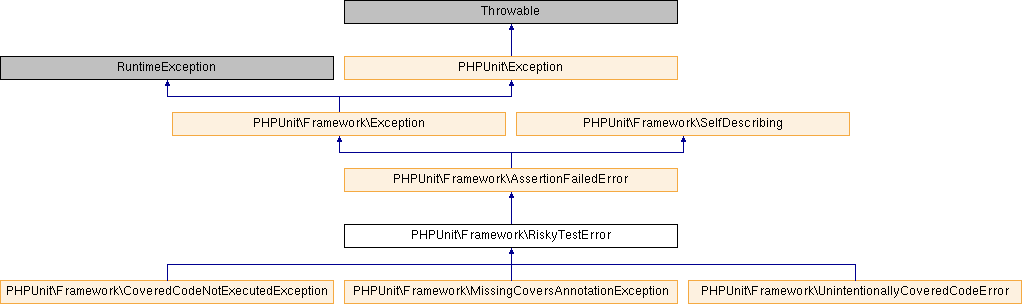 Throwable
RuntimeException
PHPUnit\Exception
PHPUnit\Framework\Exception
PHPUnit\Framework\SelfDescribing
PHPUnit\Framework\AssertionFailedError
PHPUnit\Framework\RiskyTestError
PHPUnit\Framework\CoveredCodeNotExecutedException
PHPUnit\Framework\MissingCoversAnnotationException
PHPUnit\Framework\UnintentionallyCoveredCodeError